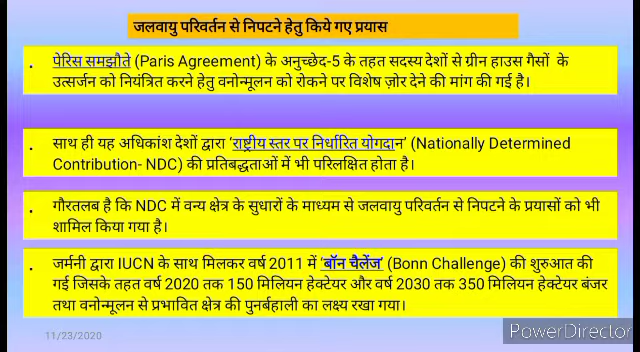 जलवायु परिवर्तन से निपटने हेतु किये गए प्रयास
. पेरिस समझौते (Paris Agreement) के अनुच्छेद-5 के तहत सदस्य देशों से ग्रीन हाउस गैसों के
उत्सर्जन को नियंत्रित करने हेतु वनोन्मूलन को रोकने पर विशेष ज़ोर देने की मांग की गई है।
. साथ ही यह अधिकांश देशों द्वारा ‘राष्ट्रीय स्तर पर निर्धारित योगदान’ (Nationally Determined
Contribution- NDC) की प्रतिबद्धताओं में भी परिलक्षित होता है।
. गौरतलब है कि NDC में वन्य क्षेत्र के सुधारों के माध्यम से जलवायु परिवर्तन से निपटने के प्रयासों को भी
शामिल किया गया है।
. जर्मनी द्वारा IUCN के साथ मिलकर वर्ष 2011 में ‘बॉन चैलेंज’ (Bonn Challenge) की शुरुआत की
गई जिसके तहत वर्ष 2020 तक 150 मिलियन हेक्टेयर और वर्ष 2030 तक 350 मिलियन हेक्टेयर बंजर
तथा वनोन्मूलन से प्रभावित क्षेत्र की पुनर्बहाली का लक्ष्य रखा गया।
11/23/2020
PowerDirector